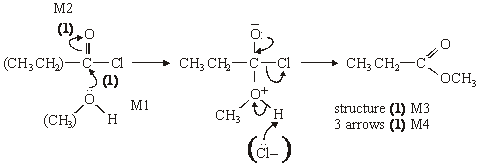 M2
(1) O O: O
(CH₃CH₂) C Cl CH₃CH₂ C Cl CH₃CH₂ C
(1) OCH₃
:O O+
(CH₃) H M1 CH₃ H structure (1) M3
3 arrows (1) M4
(:Cl–)